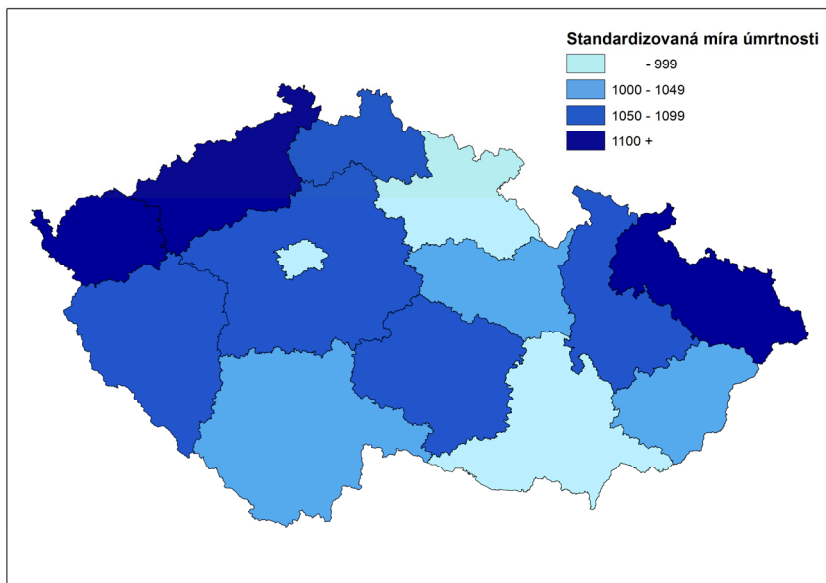 Standardizovaná míra úmrtnosti
- 999
1000 - 1049
1050 - 1099
1100 +